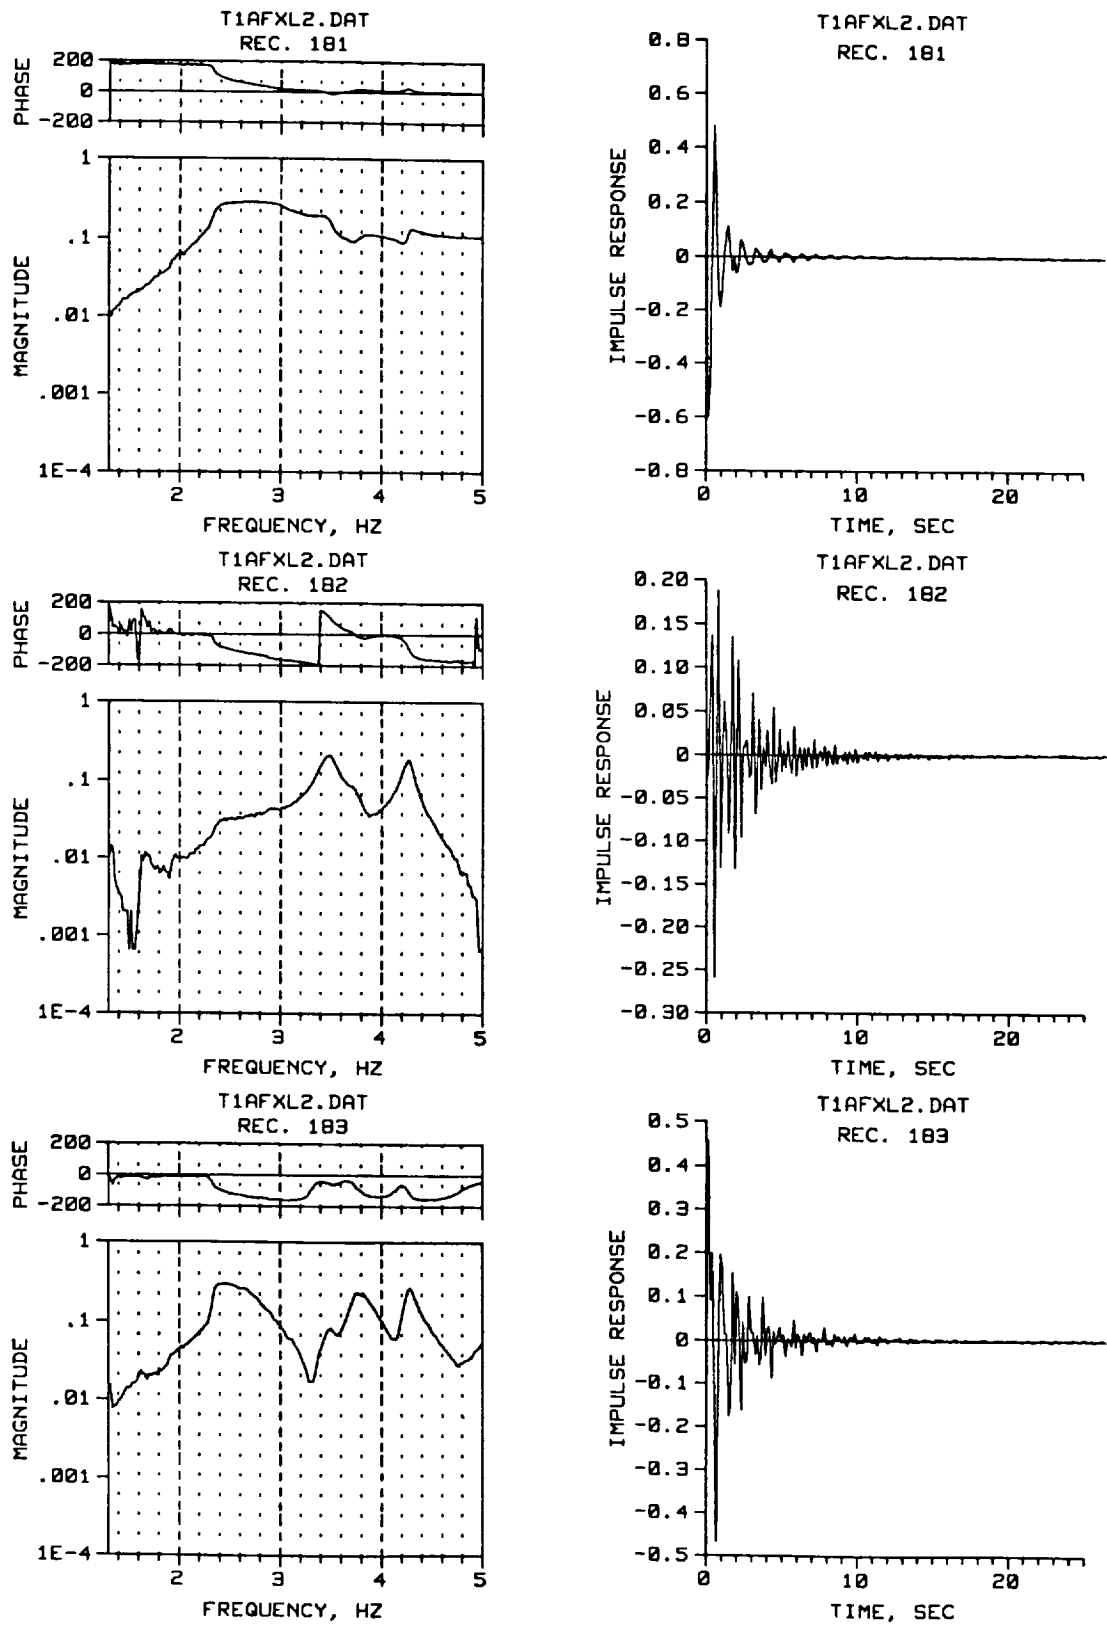 T1AFXL2.DAT
REC. 181
PHASE
200
0
-200
MAGNITUDE
1
.1
.01
.001
1E-4
2 3 4 5
FREQUENCY, HZ
T1AFXL2.DAT
REC. 181
IMPULSE RESPONSE
0.8
0.6
0.4
0.2
0
-0.2
-0.4
-0.6
-0.8
0 10 20
TIME, SEC
T1AFXL2.DAT
REC. 182
PHASE
200
0
-200
MAGNITUDE
1
.1
.01
.001
1E-4
2 3 4 5
FREQUENCY, HZ
T1AFXL2.DAT
REC. 182
IMPULSE RESPONSE
0.20
0.15
0.10
0.05
0
-0.05
-0.10
-0.15
-0.20
-0.25
-0.30
0 10 20
TIME, SEC
T1AFXL2.DAT
REC. 183
PHASE
200
0
-200
MAGNITUDE
1
.1
.01
.001
1E-4
2 3 4 5
FREQUENCY, HZ
T1AFXL2.DAT
REC. 183
IMPULSE RESPONSE
0.5
0.4
0.3
0.2
0.1
0
-0.1
-0.2
-0.3
-0.4
-0.5
0 10 20
TIME, SEC